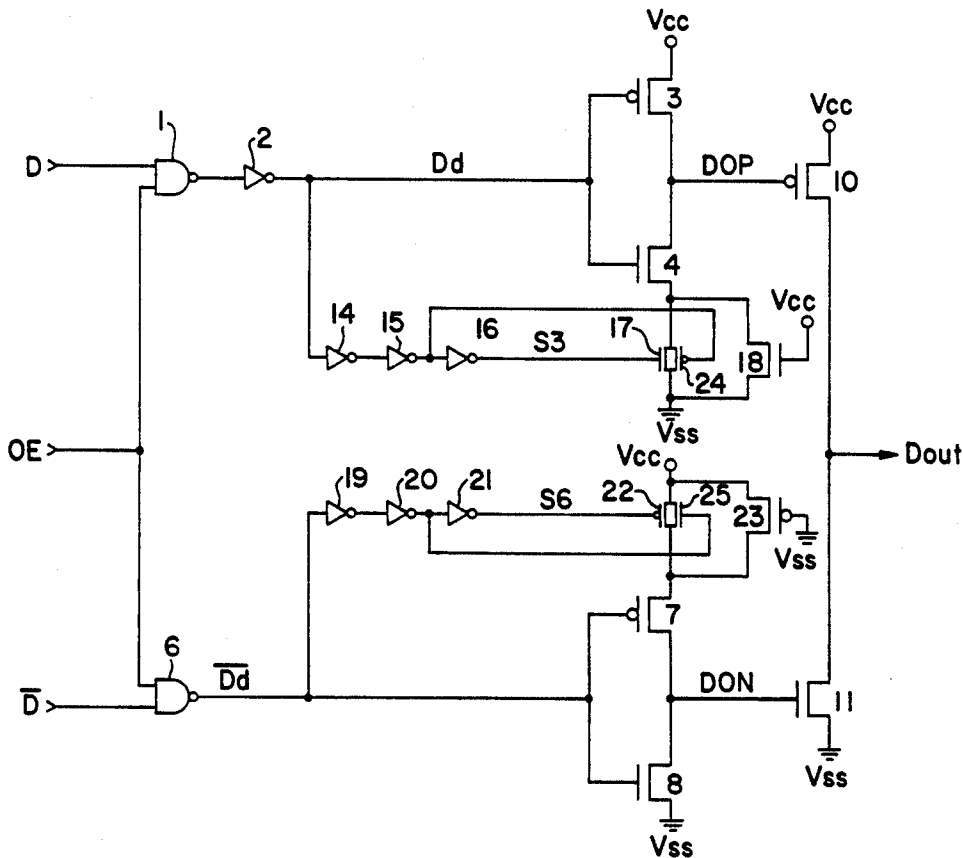 Vcc
3
Vcc
1
2
D
Dd
DOP
10
4
Vcc
14
15
16
S3
17
24
18
Vss
OE
Vcc
Dout
19
20
21
S6
22
25
23
Vss
7
6
D̅d̅
D̅
DON
11
8
Vss
Vss